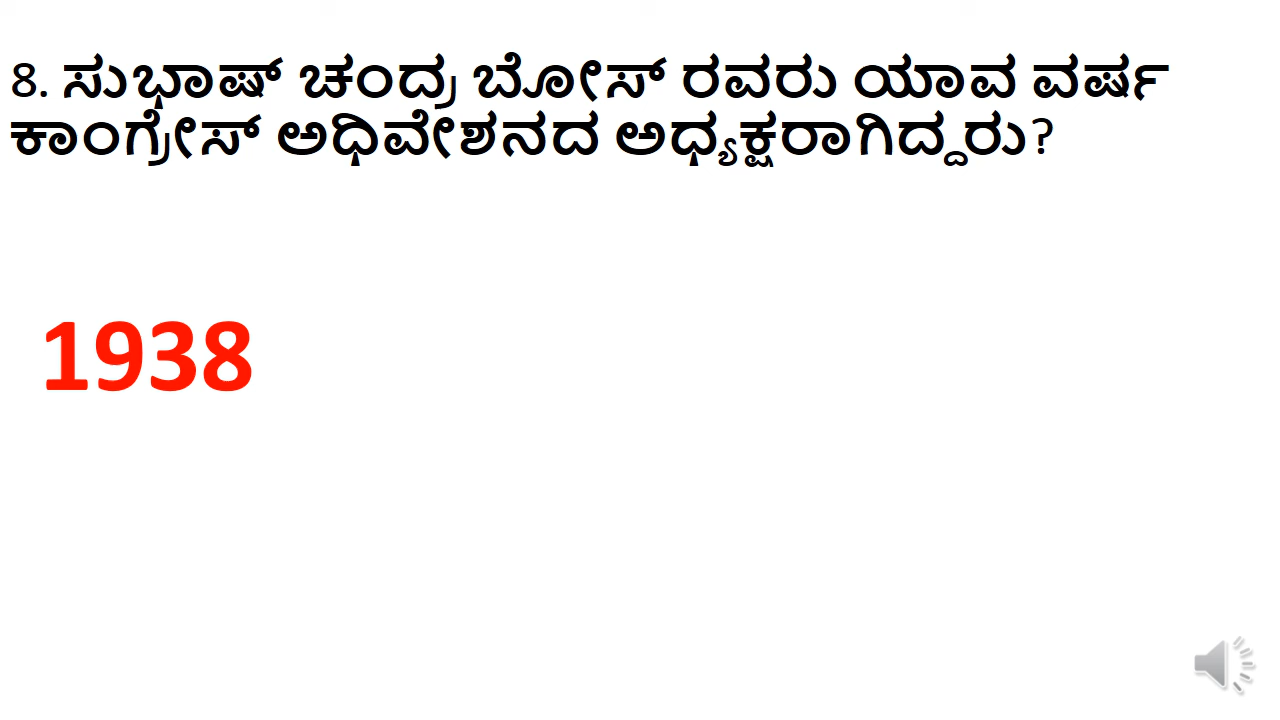 8. ಸುಭಾಷ್ ಚಂದ್ರ ಬೋಸ್ ರವರು ಯಾವ ವರ್ಷ
ಕಾಂಗ್ರೇಸ್ ಅಧಿವೇಶನದ ಅಧ್ಯಕ್ಷರಾಗಿದ್ದರು?
1938